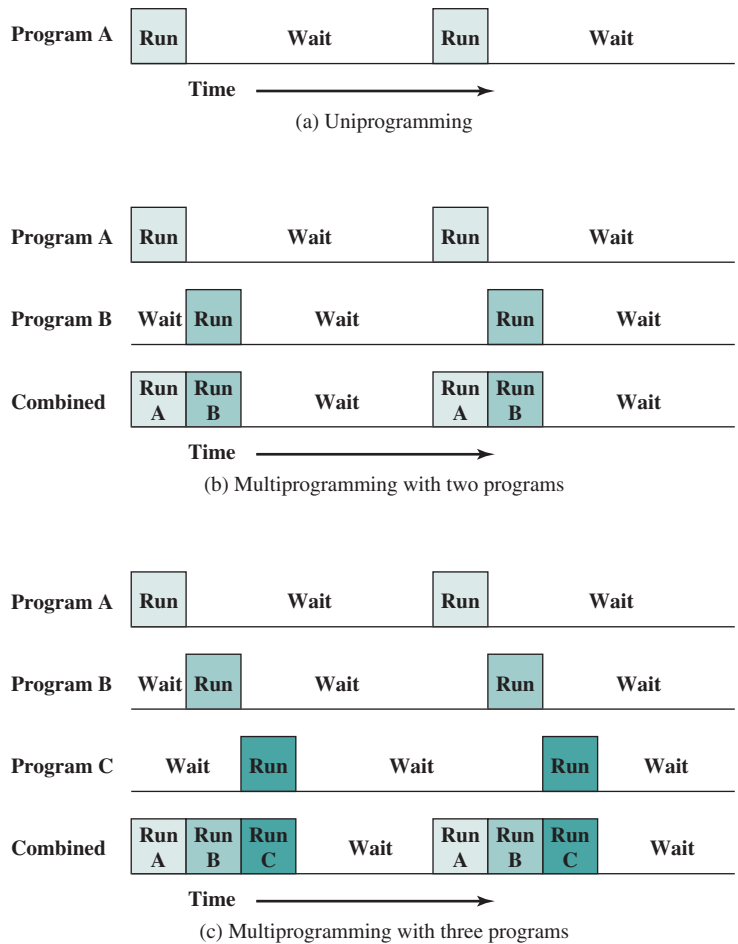 Program A Run Wait Run Wait
Time
(a) Uniprogramming
Program A Run Wait Run Wait
Program B Wait Run Wait Run Wait
Combined Run A Run B Wait Run A Run B Wait
Time
(b) Multiprogramming with two programs
Program A Run Wait Run Wait
Program B Wait Run Wait Run Wait
Program C Wait Run Wait Run Wait
Combined Run A Run B Run C Wait Run A Run B Run C Wait
Time
(c) Multiprogramming with three programs